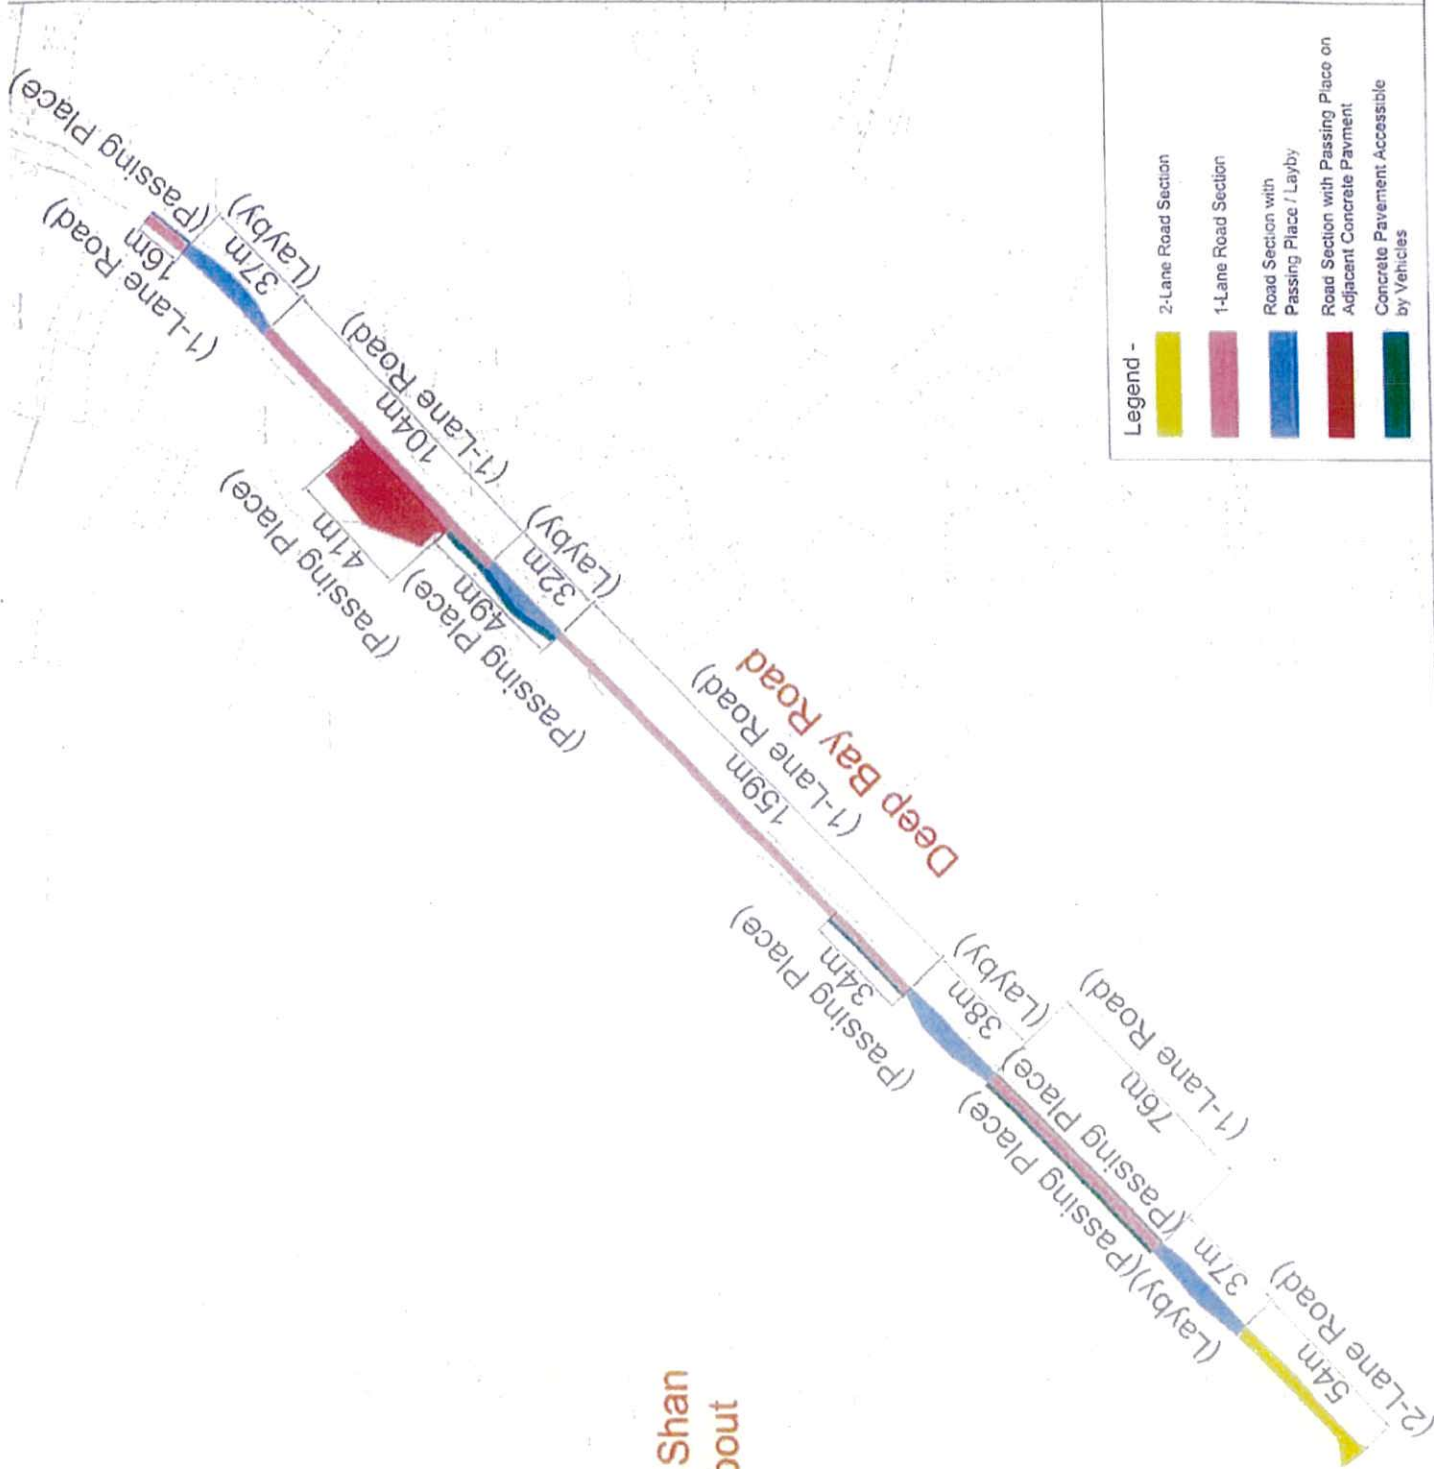 (Passing Place)
16m
(1-Lane Road)
37m
(Layby)
104m
(1-Lane Road)
41m
(Passing Place)
49m
(Passing Place)
32m
(Layby)
159m
(1-Lane Road)
Deep Bay Road
34m
(Passing Place)
38m
(Layby)
(Passing Place)
76m
(1-Lane Road)
(Passing Place)
(Layby)
37m
54m
(2-Lane Road)
Shan
bout
Legend -
2-Lane Road Section
1-Lane Road Section
Road Section with
Passing Place / Layby
Road Section with Passing Place on
Adjacent Concrete Pavment
Concrete Pavement Accessible
by Vehicles